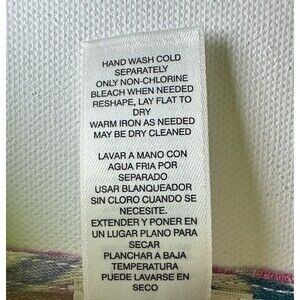 HAND WASH COLD
SEPARATELY
ONLY NON-CHLORINE
BLEACH WHEN NEEDED
RESHAPE, LAY FLAT TO
DRY
WARM IRON AS NEEDED
MAY BE DRY CLEANED
LAVAR A MANO CON
AGUA FRIA POR
SEPARADO
USAR BLANQUEADOR
SIN CLORO CUANDO SE
NECESITE.
EXTENDER Y PONER EN
UN LUGAR PLANO PARA
SECAR
PLANCHAR A BAJA
TEMPERATURA
PUEDE LAVARSE EN
SECO